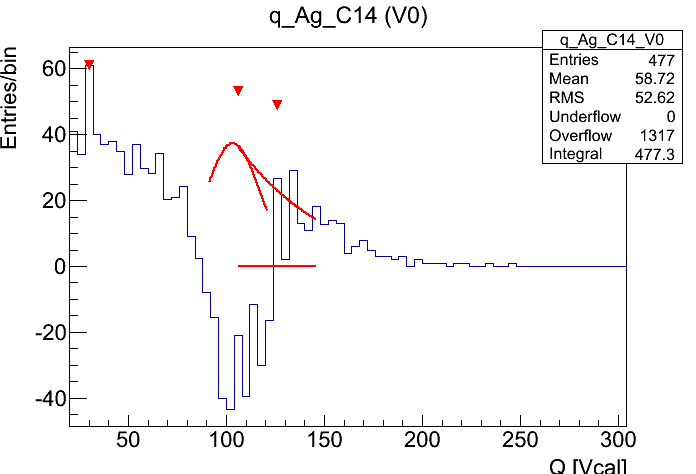 q_Ag_C14 (V0)
q_Ag_C14_V0
Entries 477
Mean 58.72
RMS 52.62
Underflow 0
Overflow 1317
Integral 477.3
Entries/bin
60
40
20
0
-20
-40
50 100 150 200 250 300
Q [Vcal]